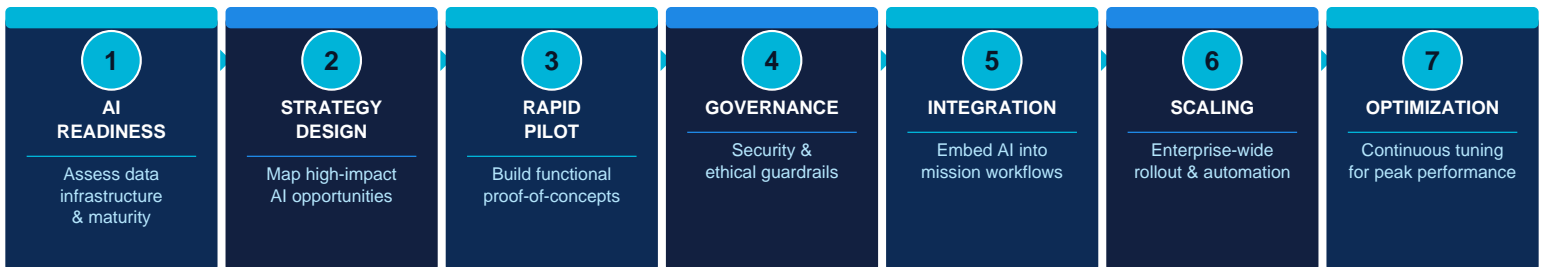 1
AI
READINESS
Assess data
infrastructure
& maturity
2
STRATEGY
DESIGN
Map high-impact
AI opportunities
3
RAPID
PILOT
Build functional
proof-of-concepts
4
GOVERNANCE
Security &
ethical guardrails
5
INTEGRATION
Embed AI into
mission workflows
6
SCALING
Enterprise-wide
rollout & automation
7
OPTIMIZATION
Continuous tuning
for peak performance